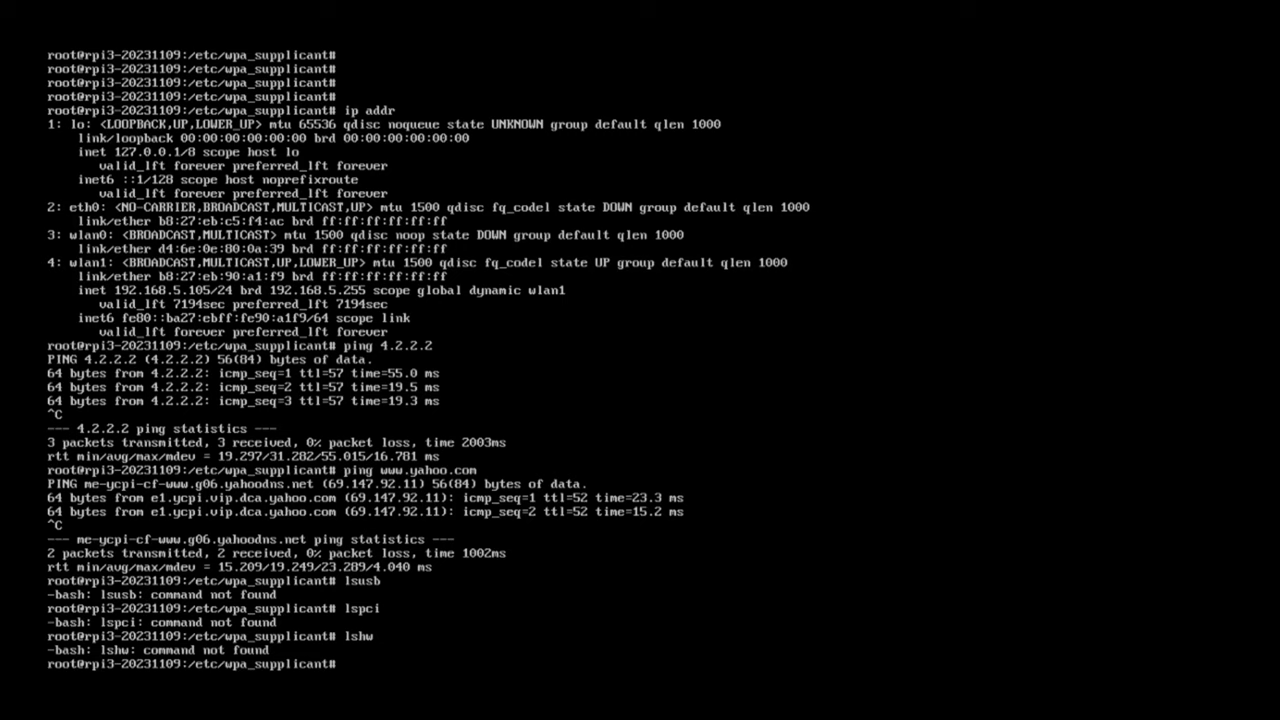 root@rpi3-20231109:/etc/wpa_supplicant#
root@rpi3-20231109:/etc/wpa_supplicant#
root@rpi3-20231109:/etc/wpa_supplicant#
root@rpi3-20231109:/etc/wpa_supplicant#
root@rpi3-20231109:/etc/wpa_supplicant# ip addr
1: lo: <LOOPBACK,UP,LOWER_UP> mtu 65536 qdisc noqueue state UNKNOWN group default qlen 1000
    link/loopback 00:00:00:00:00:00 brd 00:00:00:00:00:00
    inet 127.0.0.1/8 scope host lo
       valid_lft forever preferred_lft forever
    inet6 ::1/128 scope host noprefixroute
       valid_lft forever preferred_lft forever
2: eth0: <NO-CARRIER,BROADCAST,MULTICAST,UP> mtu 1500 qdisc fq_codel state DOWN group default qlen 1000
    link/ether b8:27:eb:c5:f4:ac brd ff:ff:ff:ff:ff:ff
3: wlan0: <BROADCAST,MULTICAST> mtu 1500 qdisc noop state DOWN group default qlen 1000
    link/ether d4:6e:0e:80:0a:39 brd ff:ff:ff:ff:ff:ff
4: wlan1: <BROADCAST,MULTICAST,UP,LOWER_UP> mtu 1500 qdisc fq_codel state UP group default qlen 1000
    link/ether b8:27:eb:90:a1:f9 brd ff:ff:ff:ff:ff:ff
    inet 192.168.5.105/24 brd 192.168.5.255 scope global dynamic wlan1
       valid_lft 7194sec preferred_lft 7194sec
    inet6 fe80::ba27:ebff:fe90:a1f9/64 scope link
       valid_lft forever preferred_lft forever
root@rpi3-20231109:/etc/wpa_supplicant# ping 4.2.2.2
PING 4.2.2.2 (4.2.2.2) 56(84) bytes of data.
64 bytes from 4.2.2.2: icmp_seq=1 ttl=57 time=55.0 ms
64 bytes from 4.2.2.2: icmp_seq=2 ttl=57 time=19.5 ms
64 bytes from 4.2.2.2: icmp_seq=3 ttl=57 time=19.3 ms
^C
--- 4.2.2.2 ping statistics ---
3 packets transmitted, 3 received, 0% packet loss, time 2003ms
rtt min/avg/max/mdev = 19.297/31.282/55.015/16.781 ms
root@rpi3-20231109:/etc/wpa_supplicant# ping www.yahoo.com
PING me-ycpi-cf-www.g06.yahoodns.net (69.147.92.11) 56(84) bytes of data.
64 bytes from e1.ycpi.vip.dca.yahoo.com (69.147.92.11): icmp_seq=1 ttl=52 time=23.3 ms
64 bytes from e1.ycpi.vip.dca.yahoo.com (69.147.92.11): icmp_seq=2 ttl=52 time=15.2 ms
^C
--- me-ycpi-cf-www.g06.yahoodns.net ping statistics ---
2 packets transmitted, 2 received, 0% packet loss, time 1002ms
rtt min/avg/max/mdev = 15.209/19.249/23.289/4.040 ms
root@rpi3-20231109:/etc/wpa_supplicant# lsusb
-bash: lsusb: command not found
root@rpi3-20231109:/etc/wpa_supplicant# lspci
-bash: lspci: command not found
root@rpi3-20231109:/etc/wpa_supplicant# lshw
-bash: lshw: command not found
root@rpi3-20231109:/etc/wpa_supplicant#